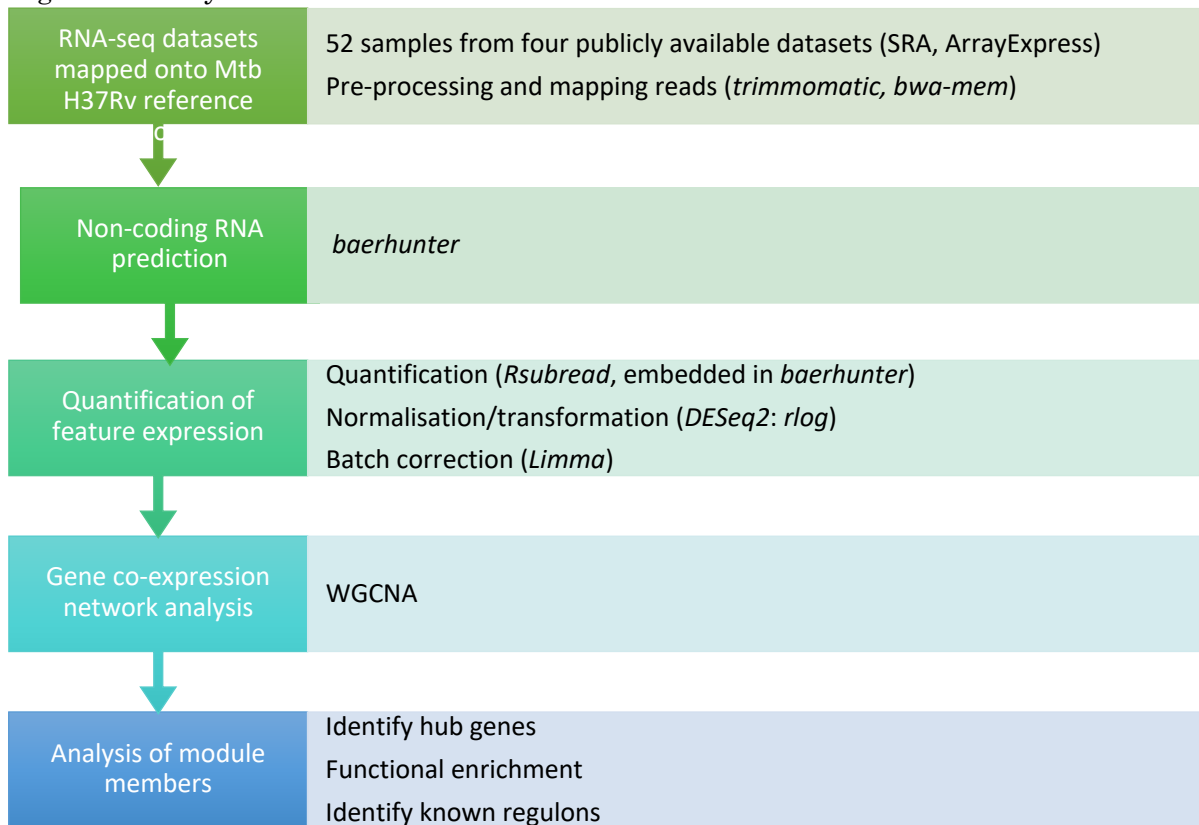 RNA-seq datasets
mapped onto Mtb
H37Rv reference
52 samples from four publicly available datasets (SRA, ArrayExpress)
Pre-processing and mapping reads (trimmomatic, bwa-mem)
Non-coding RNA
prediction
baerhunter
Quantification of
feature expression
Quantification (Rsubread, embedded in baerhunter)
Normalisation/transformation (DESeq2: rlog)
Batch correction (Limma)
Gene co-expression
network analysis
WGCNA
Analysis of module
members
Identify hub genes
Functional enrichment
Identify known regulons